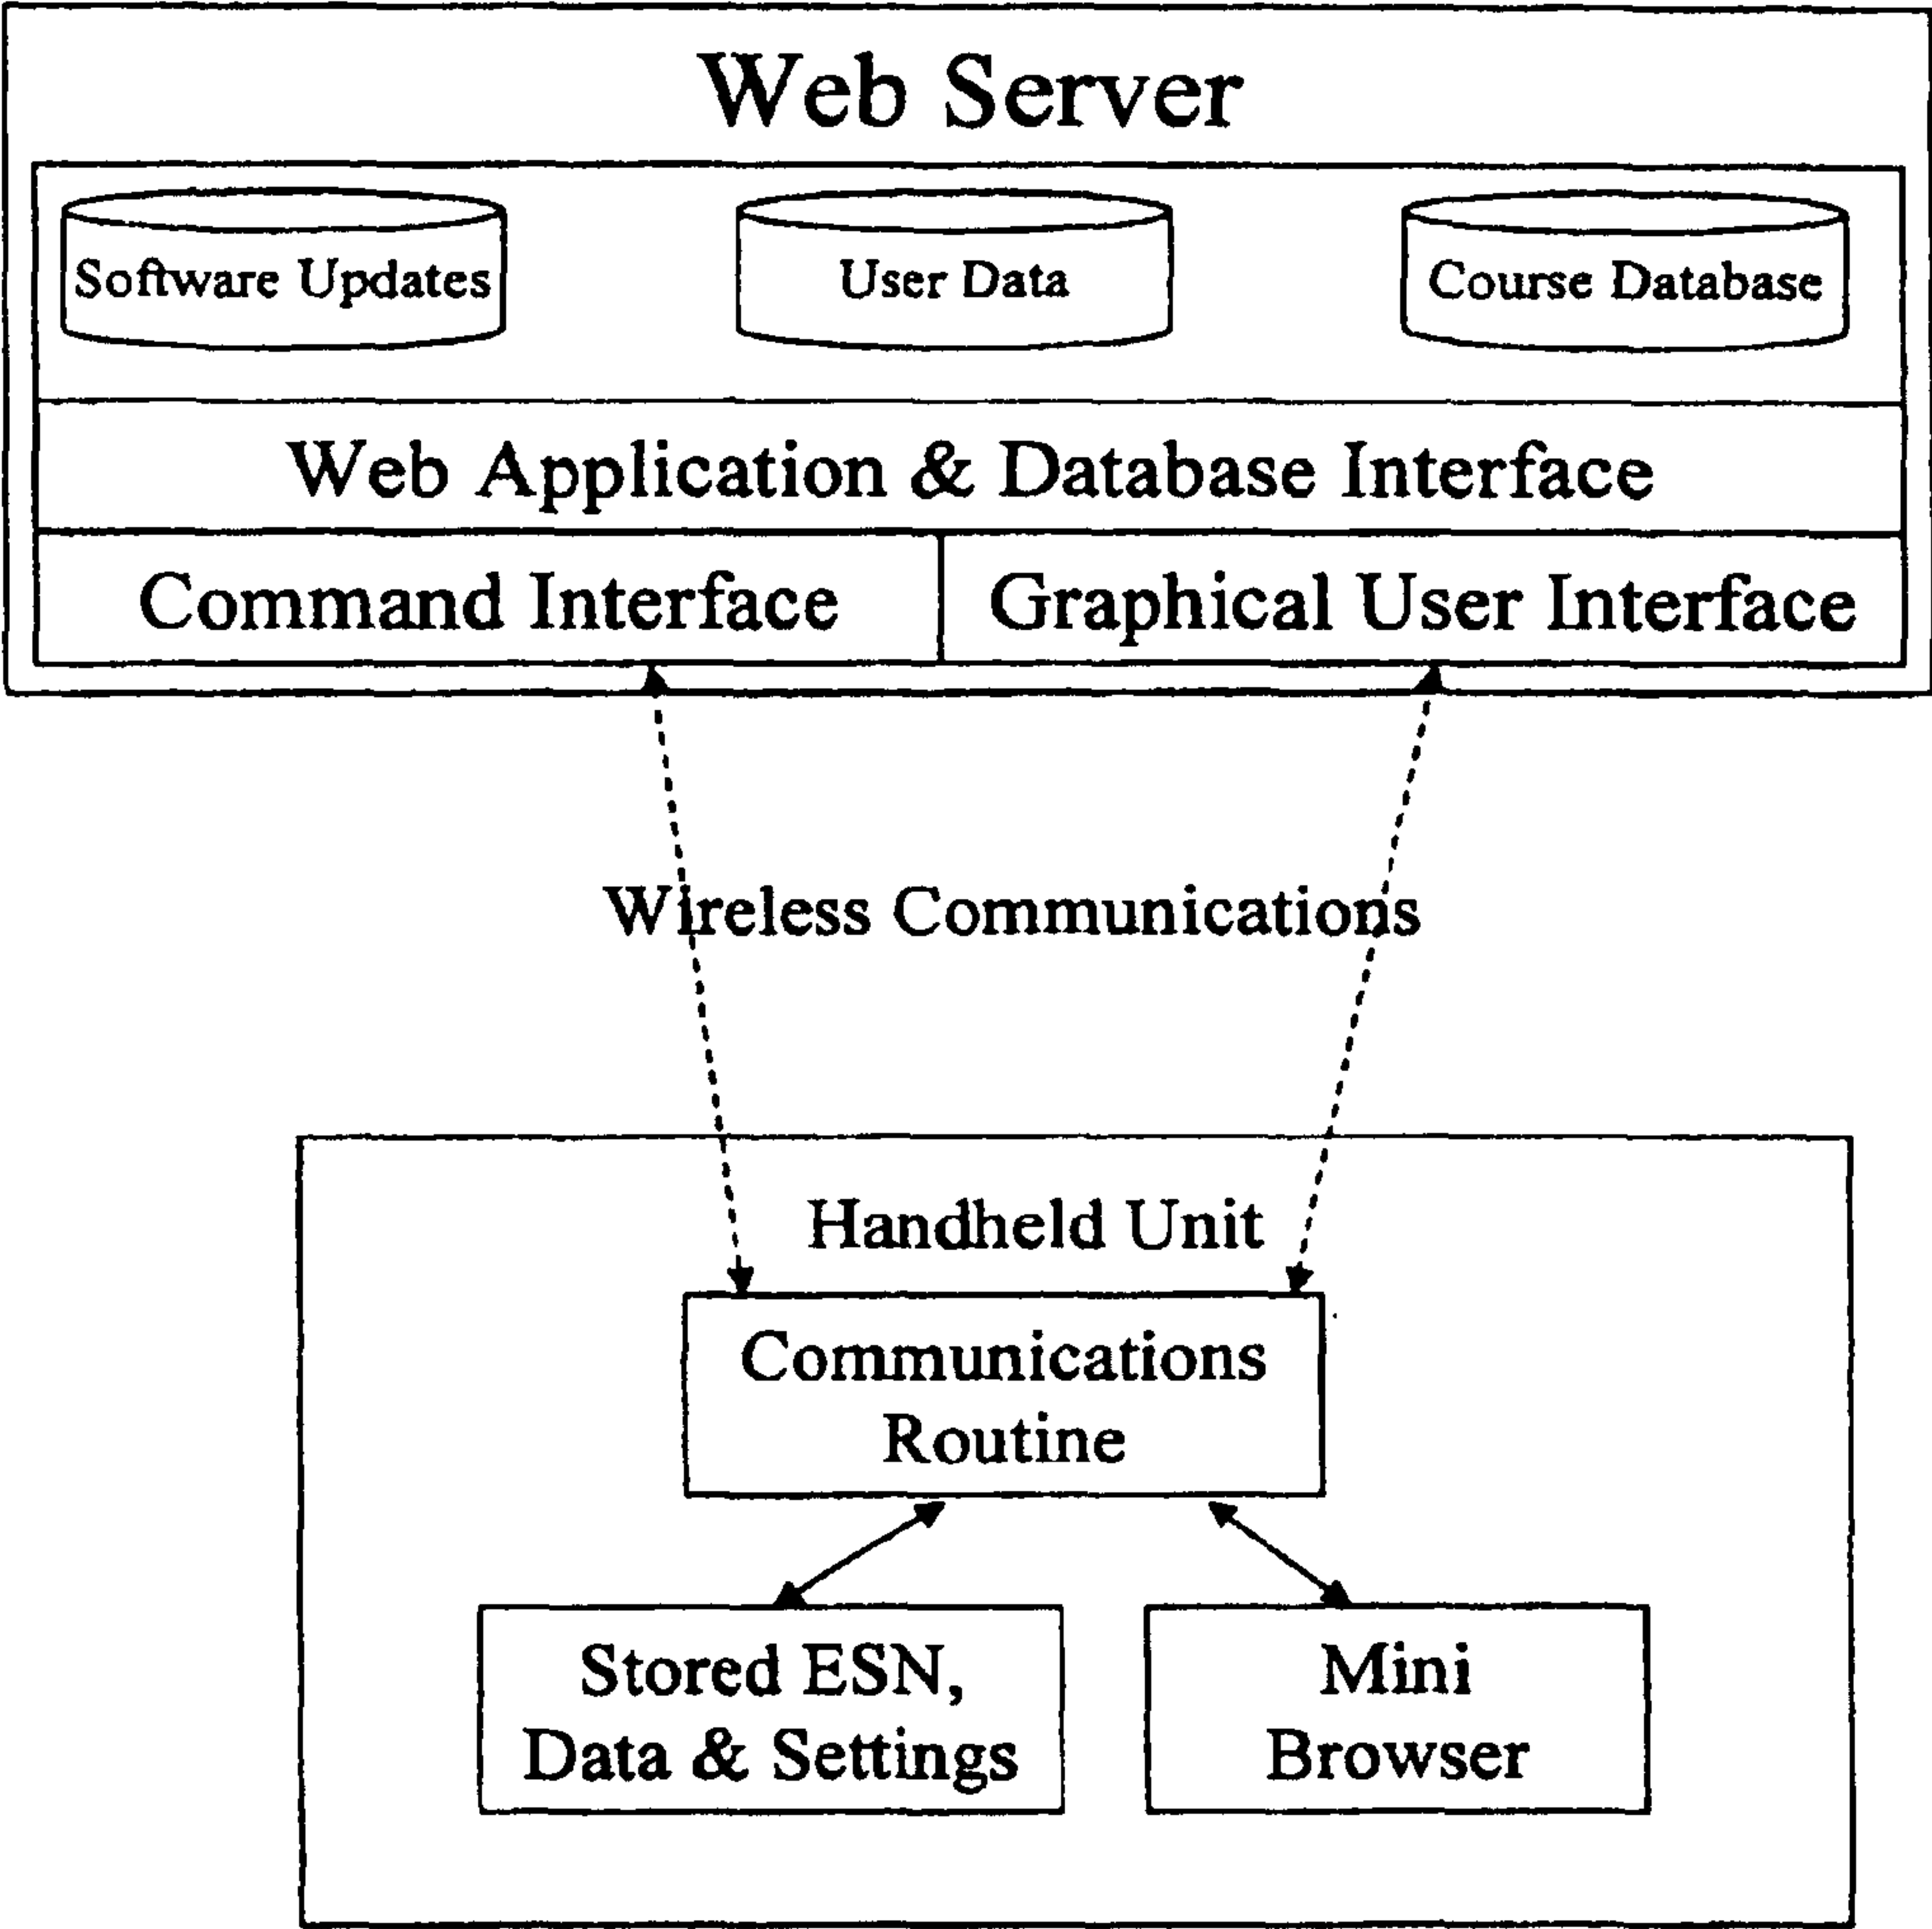 Web Server
Software Updates
User Data
Course Database
Web Application & Database Interface
Command Interface
Graphical User Interface
Wireless Communications
Handheld Unit
Communications
Routine
Stored ESN,
Data & Settings
Mini
Browser